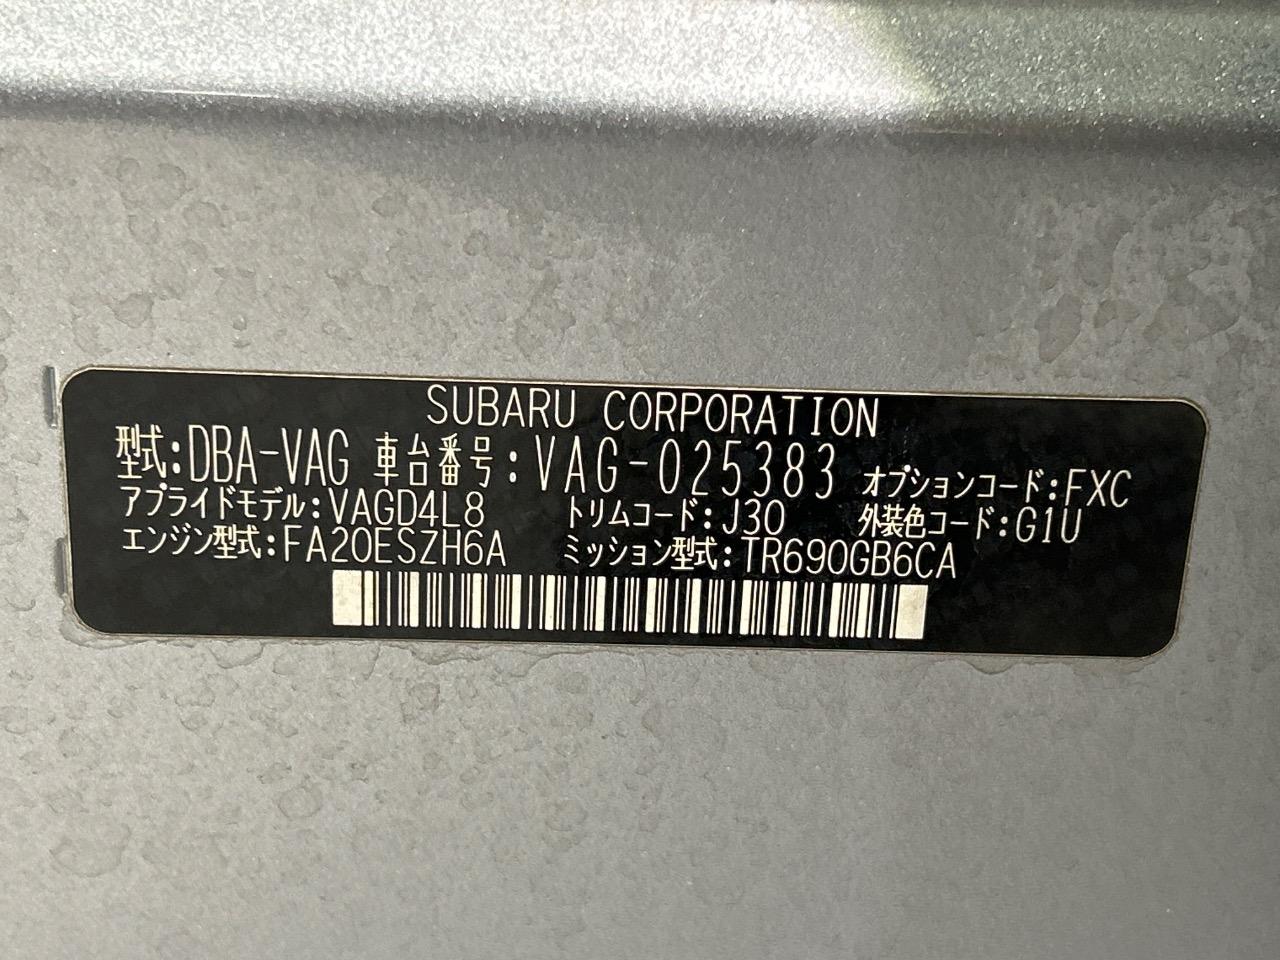 SUBARU CORPORATION
型式:DBA-VAG 車台番号:VAG-025383 オプションコード:FXC
アプライドモデル:VAGD4L8 トリムコード:J30 外装色コード:G1U
エンジン型式:FA20ESZH6A ミッション型式:TR690GB6CA